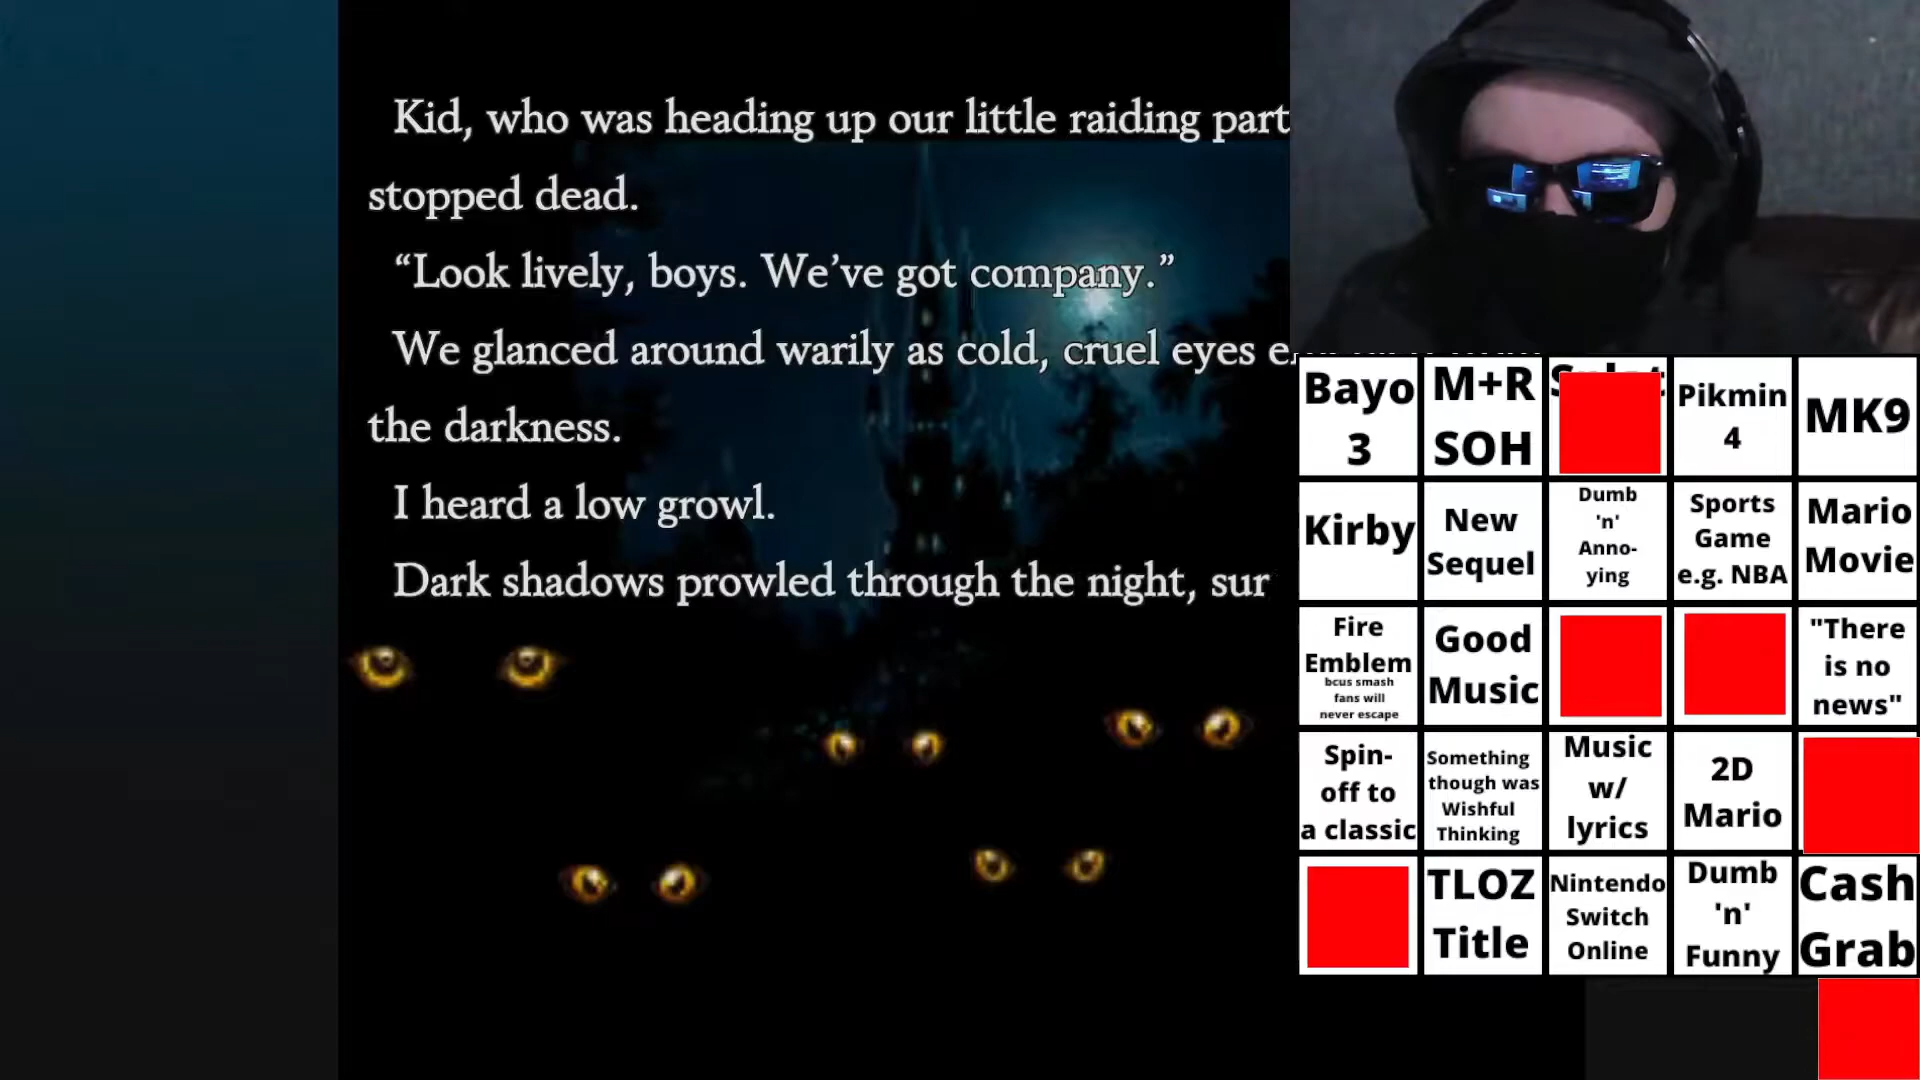 Kid, who was heading up our little raiding part
stopped dead.
“Look lively, boys. We’ve got company.”
We glanced around warily as cold, cruel eyes
the darkness.
I heard a low growl.
Dark shadows prowled through the night, sur
Bayo
3
M+R
SOH
Pikmin
4
MK9
Kirby
New
Sequel
Dumb
'n'
Anno-
ying
Sports
Game
e.g. NBA
Mario
Movie
Fire
Emblem
bcus smash
fans will
never escape
Good
Music
"There
is no
news"
Spin-
off to
a classic
Something
though was
Wishful
Thinking
Music
w/
lyrics
2D
Mario
TLOZ
Title
Nintendo
Switch
Online
Dumb
'n'
Funny
Cash
Grab